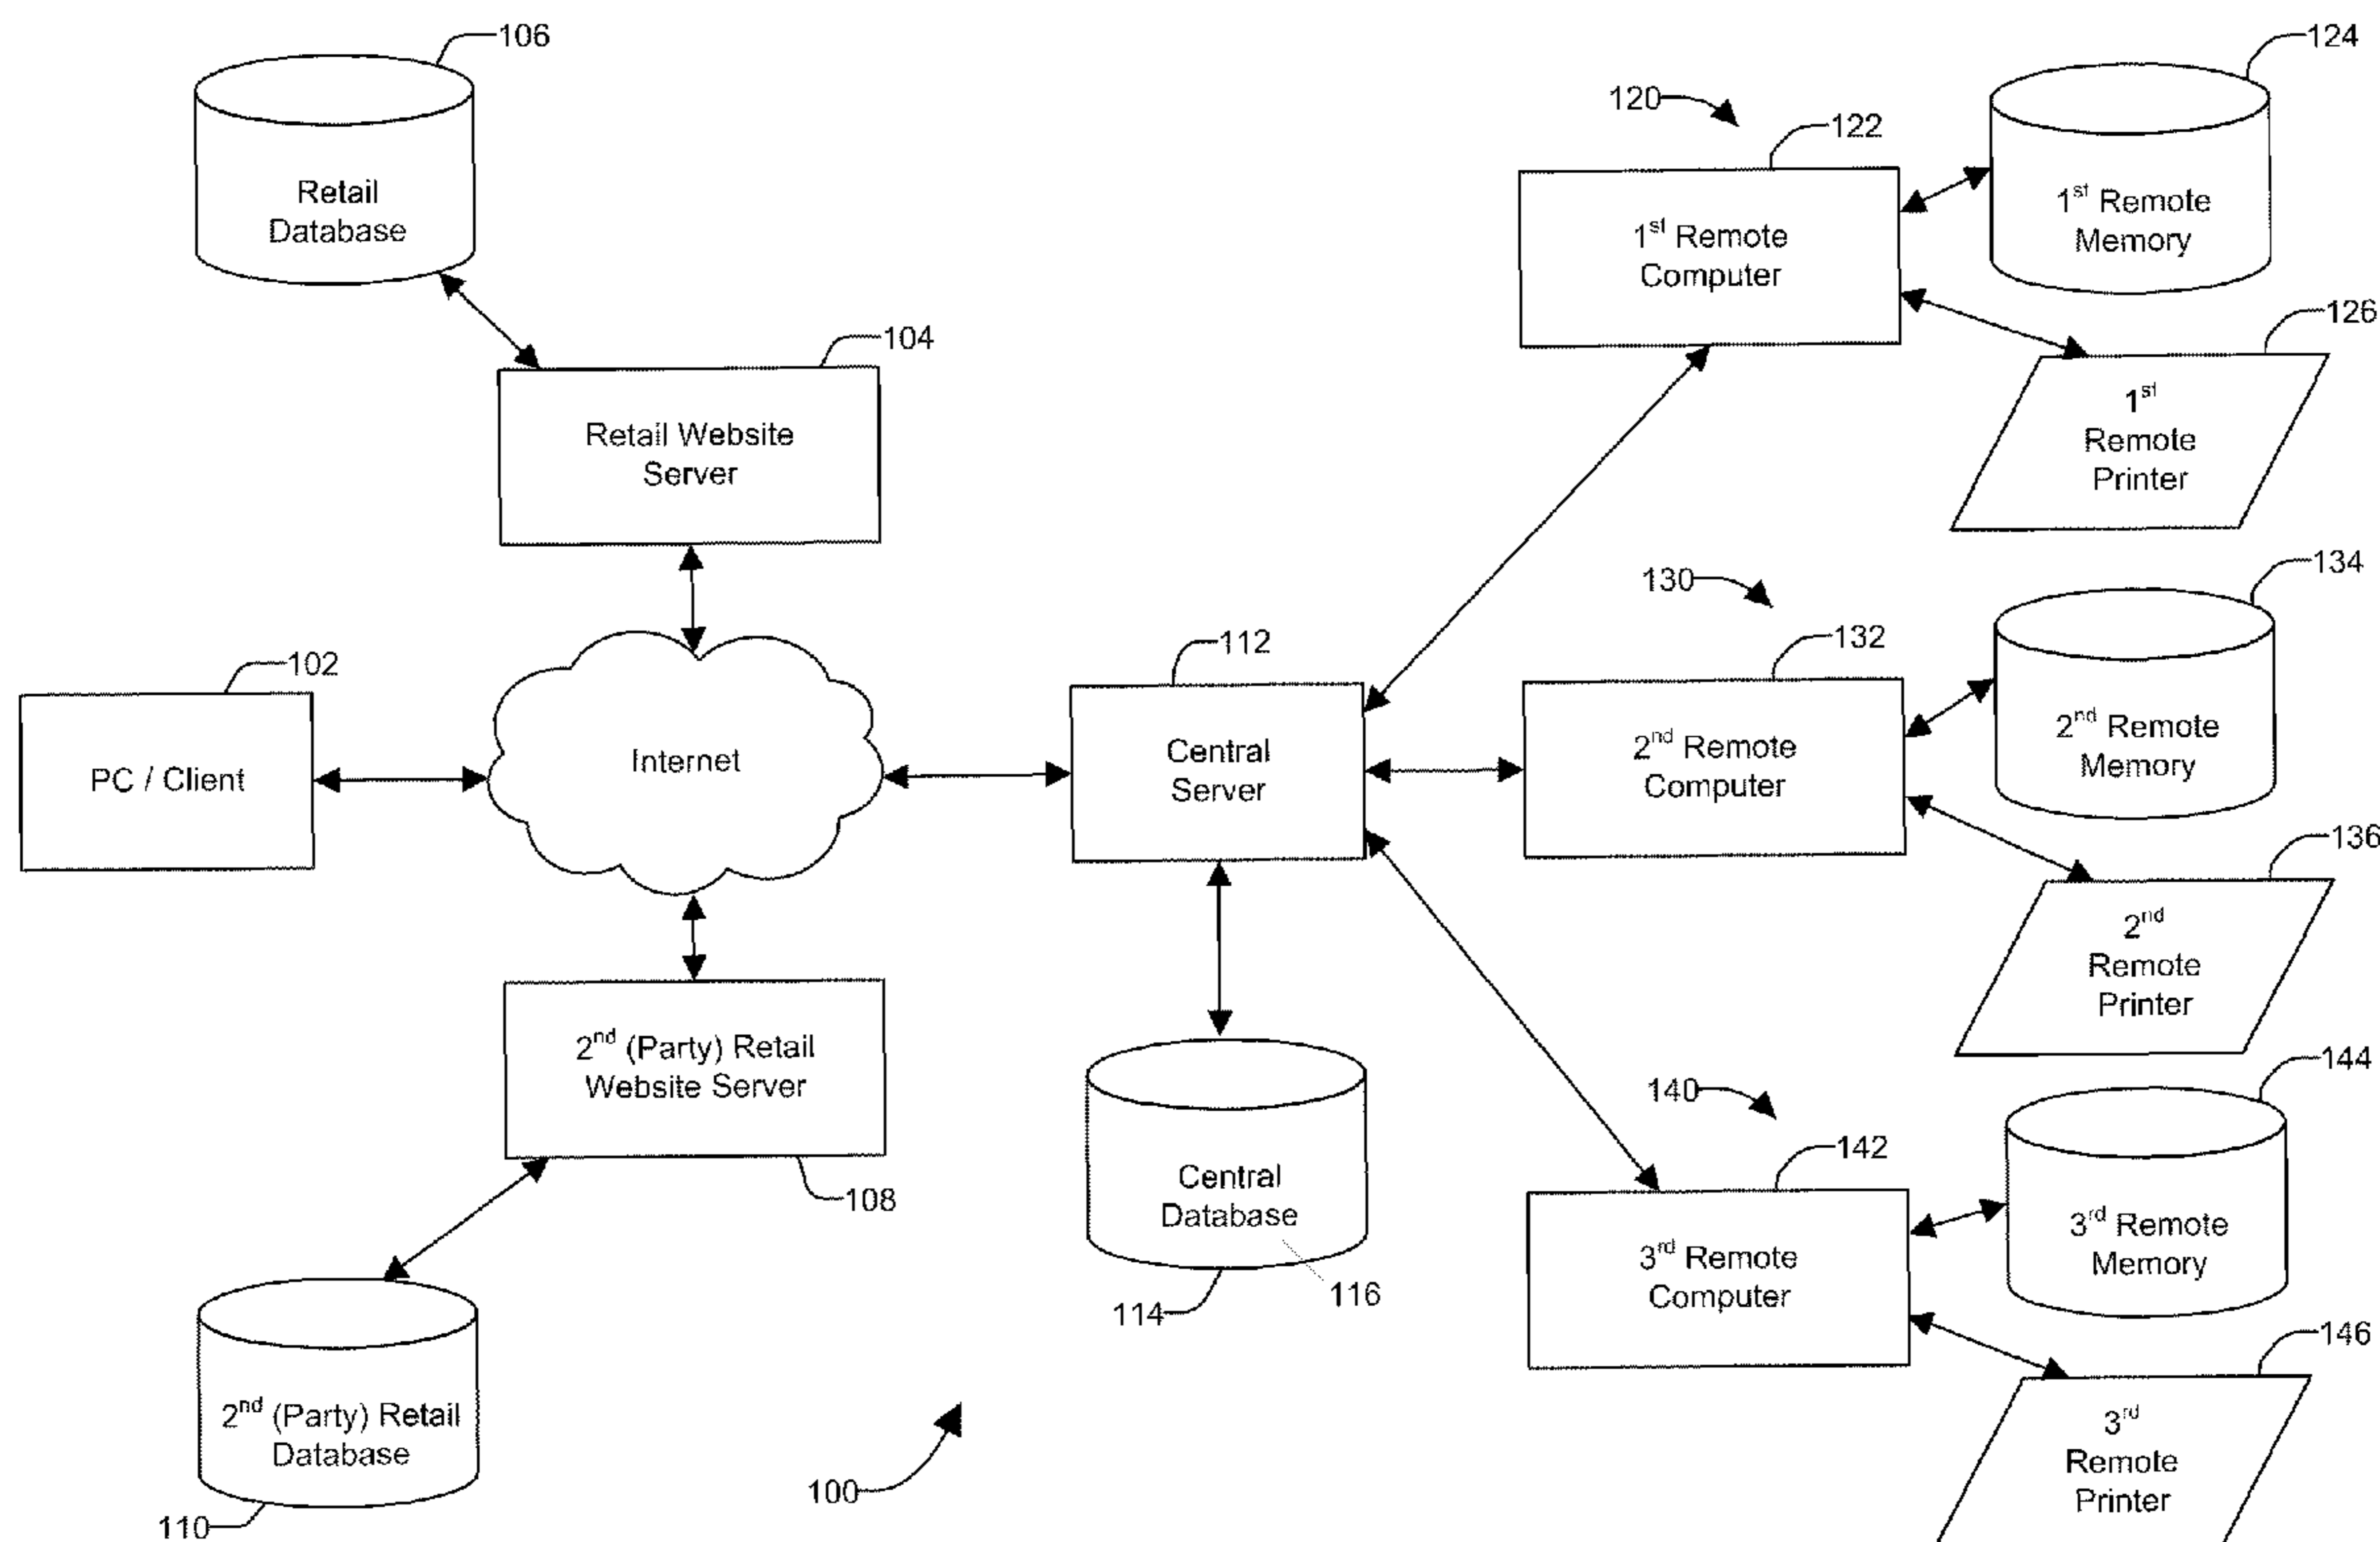 106
Retail
Database
104
Retail Website
Server
102
PC / Client
Internet
112
Central
Server
2nd (Party) Retail
Website Server
108
2nd (Party) Retail
Database
110
Central
Database
116
114
100
120
122
1st Remote
Computer
124
1st Remote
Memory
126
1st
Remote
Printer
130
132
2nd Remote
Computer
134
2nd Remote
Memory
136
2nd
Remote
Printer
140
142
3rd Remote
Computer
144
3rd Remote
Memory
146
3rd
Remote
Printer